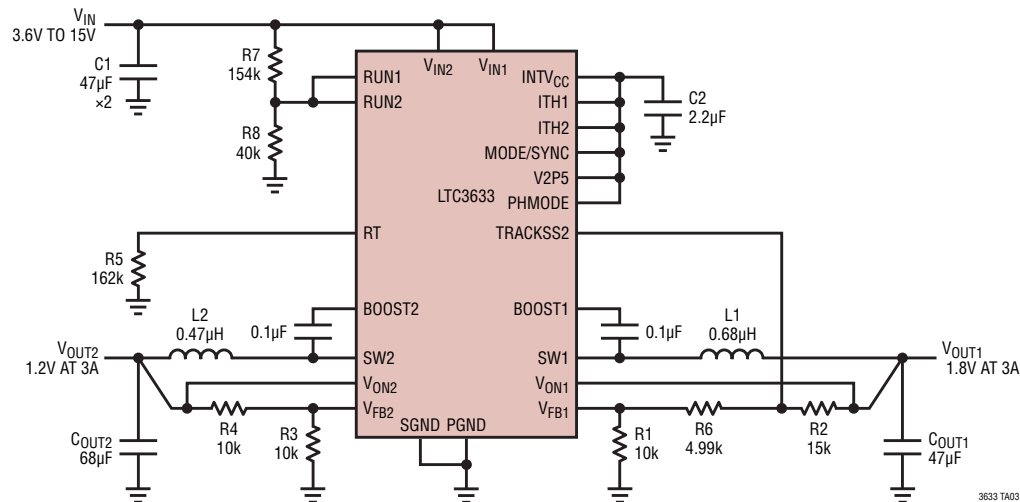 VIN
3.6V TO 15V
C1
47µF
×2
R7
154k
R8
40k
VIN2 VIN1
RUN1
RUN2
INTVCC
ITH1
ITH2
MODE/SYNC
V2P5
PHMODE
C2
2.2µF
LTC3633
RT
TRACKSS2
R5
162k
BOOST2
BOOST1
L2
0.47µH
0.1µF
0.1µF
L1
0.68µH
VOUT2
1.2V AT 3A
SW2
SW1
VOUT1
1.8V AT 3A
VON2
VON1
VFB2
VFB1
SGND PGND
COUT2
68µF
R4
10k
R3
10k
R1
10k
R6
4.99k
R2
15k
COUT1
47µF
3633 TA03